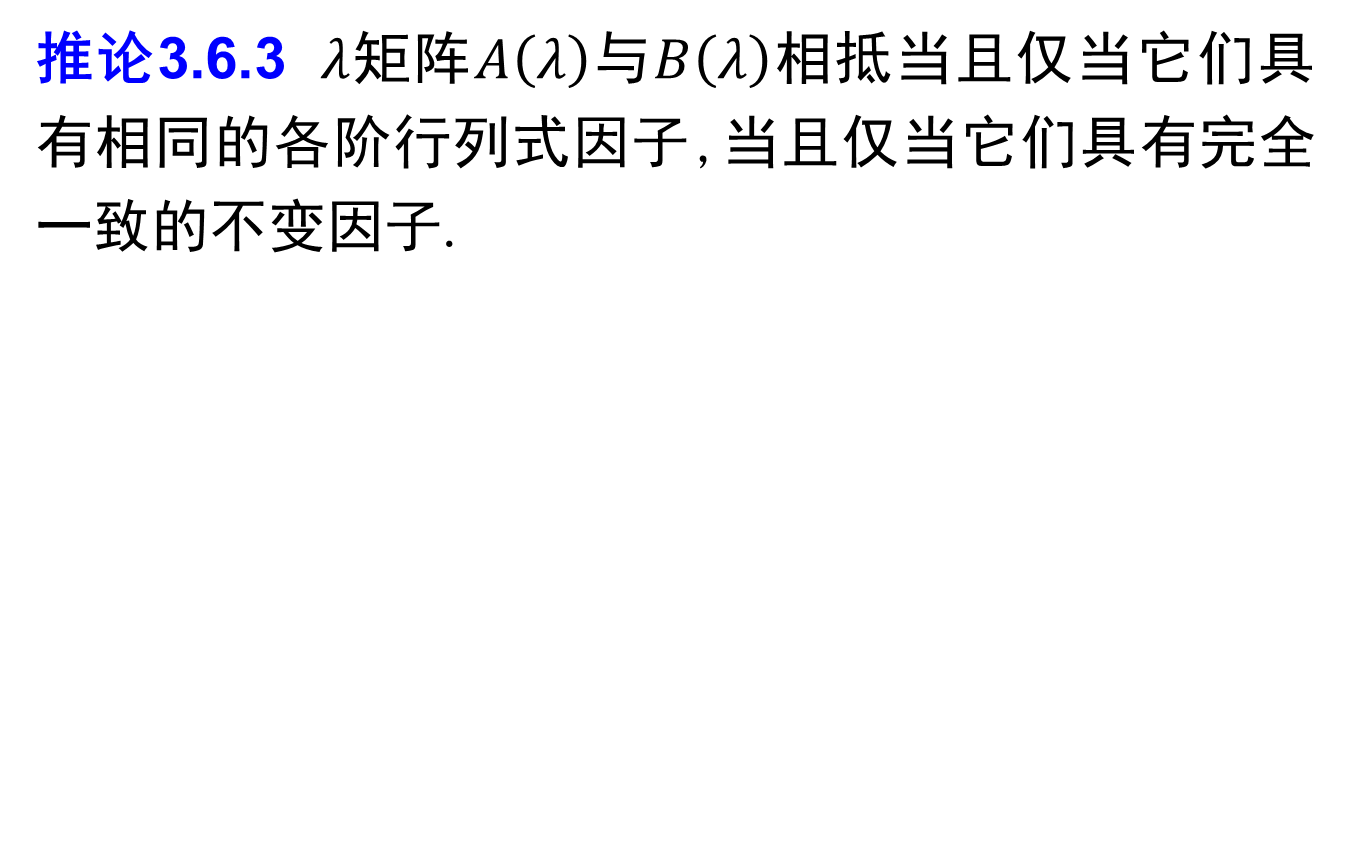 推论3.6.3 λ矩阵A(λ)与B(λ)相抵当且仅当它们具
有相同的各阶行列式因子,当且仅当它们具有完全
一致的不变因子.